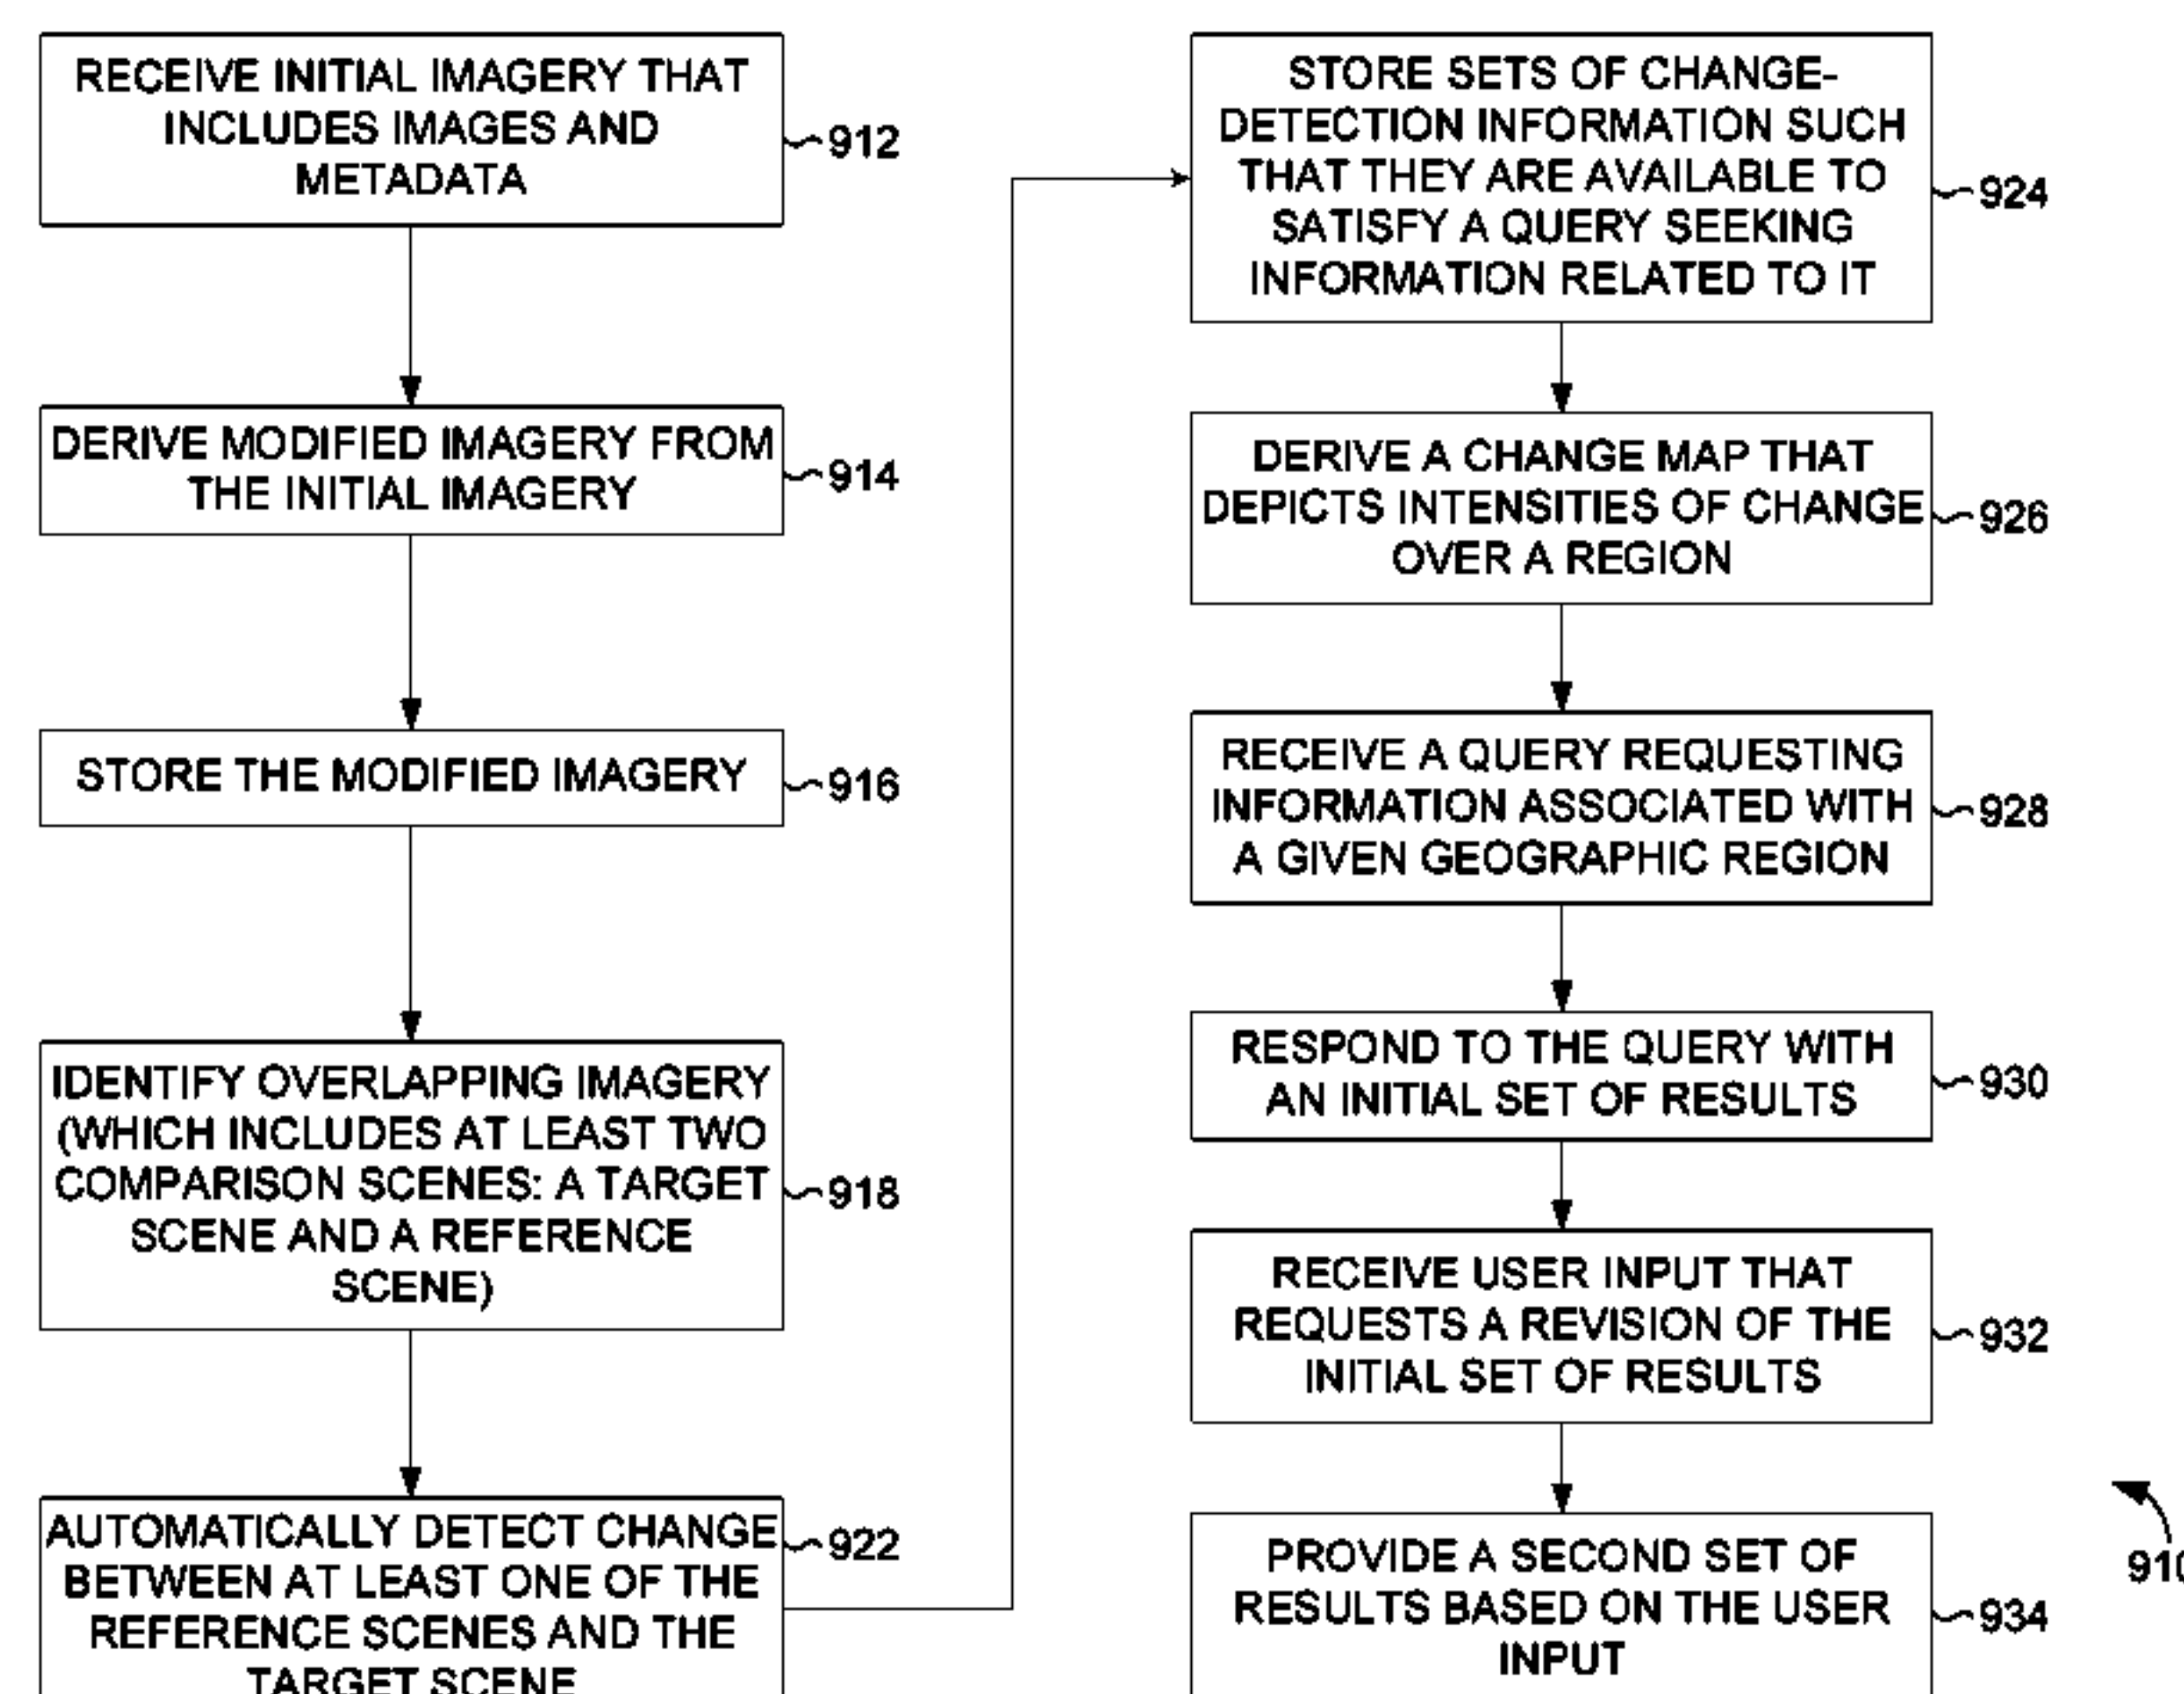 RECEIVE INITIAL IMAGERY THAT
INCLUDES IMAGES AND
METADATA
912
DERIVE MODIFIED IMAGERY FROM
THE INITIAL IMAGERY
914
STORE THE MODIFIED IMAGERY
916
IDENTIFY OVERLAPPING IMAGERY
(WHICH INCLUDES AT LEAST TWO
COMPARISON SCENES: A TARGET
SCENE AND A REFERENCE
SCENE)
918
AUTOMATICALLY DETECT CHANGE
BETWEEN AT LEAST ONE OF THE
REFERENCE SCENES AND THE
TARGET SCENE
922
STORE SETS OF CHANGE-
DETECTION INFORMATION SUCH
THAT THEY ARE AVAILABLE TO
SATISFY A QUERY SEEKING
INFORMATION RELATED TO IT
924
DERIVE A CHANGE MAP THAT
DEPICTS INTENSITIES OF CHANGE
OVER A REGION
926
RECEIVE A QUERY REQUESTING
INFORMATION ASSOCIATED WITH
A GIVEN GEOGRAPHIC REGION
928
RESPOND TO THE QUERY WITH
AN INITIAL SET OF RESULTS
930
RECEIVE USER INPUT THAT
REQUESTS A REVISION OF THE
INITIAL SET OF RESULTS
932
PROVIDE A SECOND SET OF
RESULTS BASED ON THE USER
INPUT
934
910